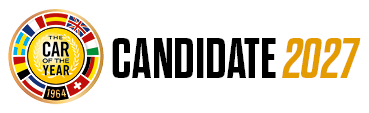 THE
CAR
OF THE
YEAR
1964
CANDIDATE 2027